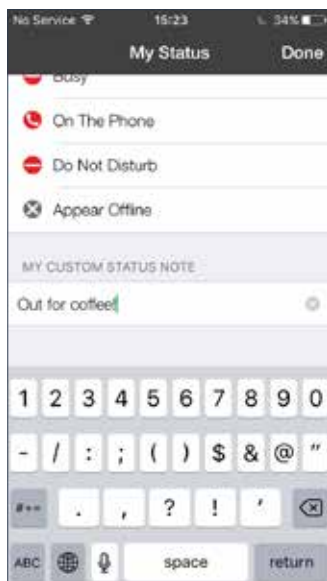 No Service 15:23 34%
My Status Done
Busy
On The Phone
Do Not Disturb
Appear Offline
MY CUSTOM STATUS NOTE
Out for coffee!
1 2 3 4 5 6 7 8 9 0
- / : ; ( ) $ & @ "
#+= . , ? ! '
ABC space return